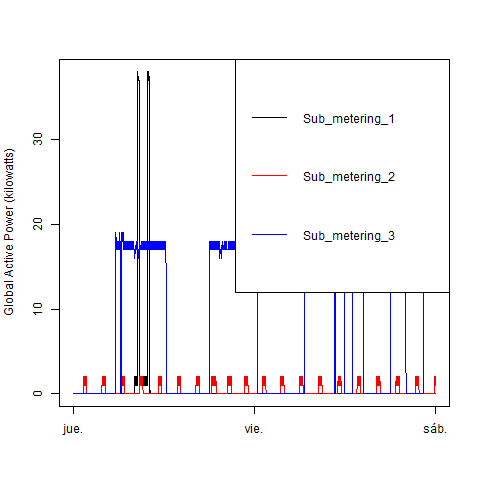 Global Active Power (kilowatts)
30
20
10
0
Sub_metering_1
Sub_metering_2
Sub_metering_3
jue.
vie.
sáb.